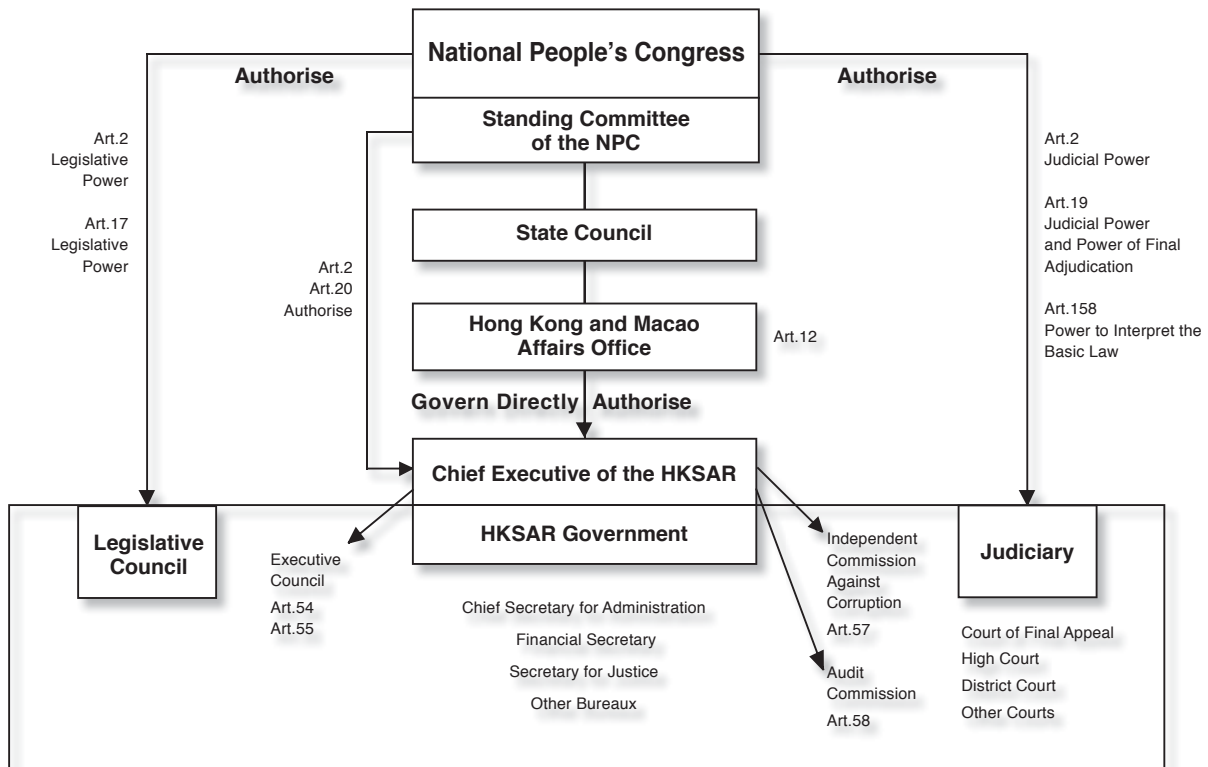 National People's Congress
Authorise
Authorise
Standing Committee
of the NPC
Art.2
Legislative
Power
Art.17
Legislative
Power
Art.2
Judicial Power
Art.19
Judicial Power
and Power of Final
Adjudication
Art.158
Power to Interpret the
Basic Law
State Council
Art.2
Art.20
Authorise
Hong Kong and Macao
Affairs Office
Art.12
Govern Directly Authorise
Chief Executive of the HKSAR
HKSAR Government
Legislative
Council
Executive
Council
Art.54
Art.55
Chief Secretary for Administration
Financial Secretary
Secretary for Justice
Other Bureaux
Independent
Commission
Against
Corruption
Art.57
Audit
Commission
Art.58
Judiciary
Court of Final Appeal
High Court
District Court
Other Courts